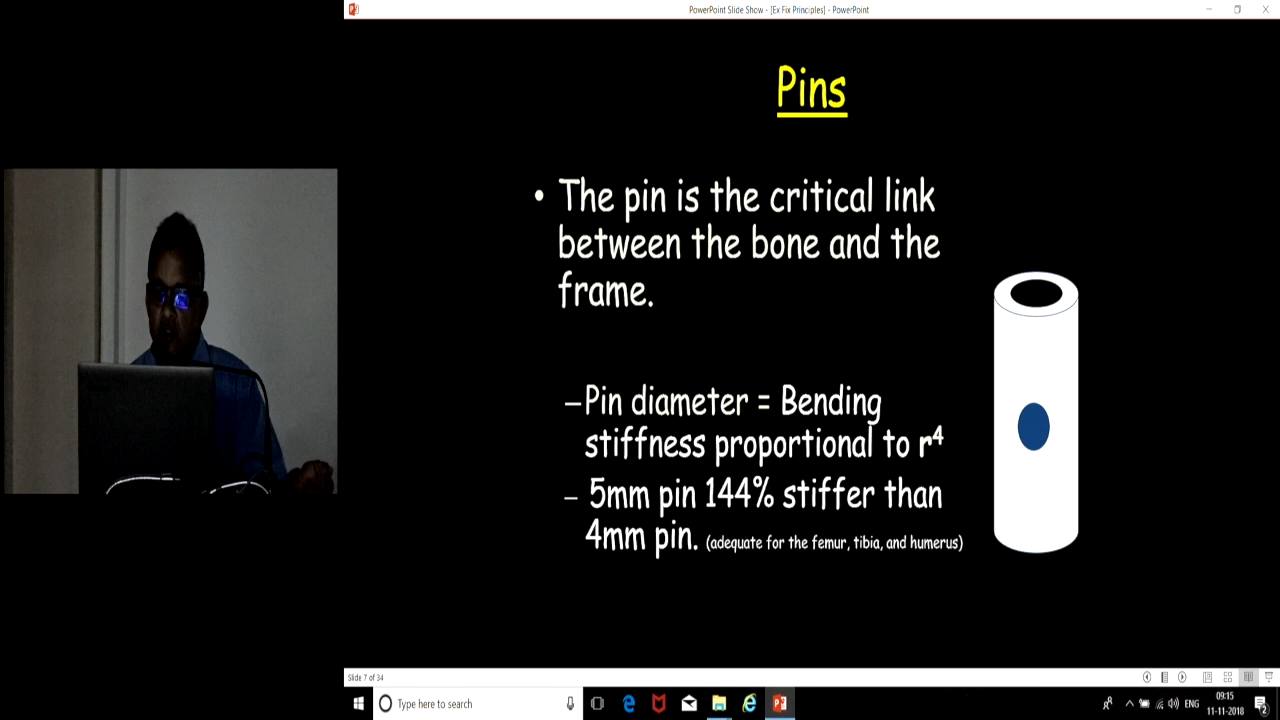 PowerPoint Slide Show - [Ex Fix Principles] - PowerPoint
Pins
• The pin is the critical link
between the bone and the
frame.
–Pin diameter = Bending
stiffness proportional to r⁴
– 5mm pin 144% stiffer than
4mm pin. (adequate for the femur, tibia, and humerus)
Slide 7 of 34
Type here to search
ENG
09:15
11-11-2018
2